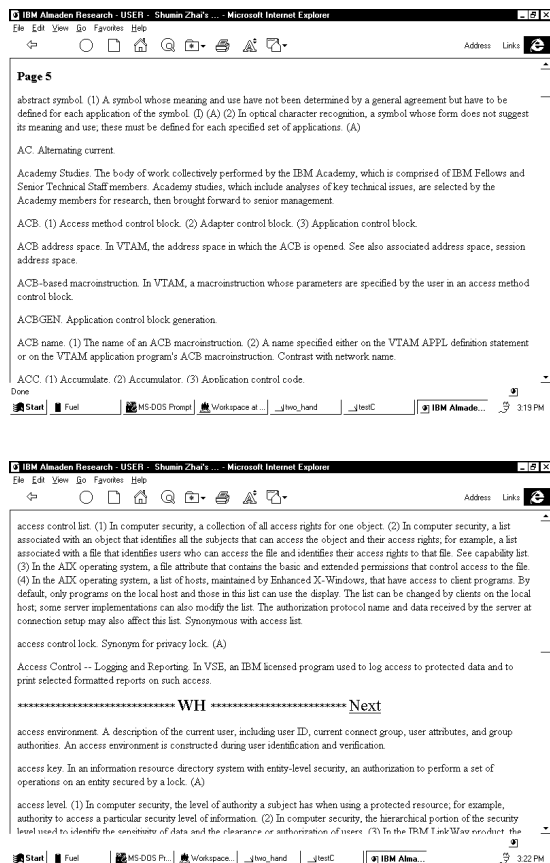 IBM Almaden Research - USER - Shumin Zhai's ... - Microsoft Internet Explorer
File Edit View Go Favorites Help
Address Links
Page 5
abstract symbol. (1) A symbol whose meaning and use have not been determined by a general agreement but have to be
defined for each application of the symbol. (I) (A) (2) In optical character recognition, a symbol whose form does not suggest
its meaning and use; these must be defined for each specified set of applications. (A)
AC. Alternating current.
Academy Studies. The body of work collectively performed by the IBM Academy, which is comprised of IBM Fellows and
Senior Technical Staff members. Academy studies, which include analyses of key technical issues, are selected by the
Academy members for research, then brought forward to senior management.
ACB. (1) Access method control block. (2) Adapter control block. (3) Application control block.
ACB address space. In VTAM, the address space in which the ACB is opened. See also associated address space, session
address space.
ACB-based macroinstruction. In VTAM, a macroinstruction whose parameters are specified by the user in an access method
control block.
ACBGEN. Application control block generation.
ACB name. (1) The name of an ACB macroinstruction. (2) A name specified either on the VTAM APPL definition statement
or on the VTAM application program's ACB macroinstruction. Contrast with network name.
ACC. (1) Accumulate. (2) Accumulator. (3) Application control code.
Done
Start Fuel MS-DOS Prompt Workspace at ... two_hand testC IBM Almade... 3:19 PM
IBM Almaden Research - USER - Shumin Zhai's ... - Microsoft Internet Explorer
File Edit View Go Favorites Help
Address Links
access control list. (1) In computer security, a collection of all access rights for one object. (2) In computer security, a list
associated with an object that identifies all the subjects that can access the object and their access rights; for example, a list
associated with a file that identifies users who can access the file and identifies their access rights to that file. See capability list.
(3) In the AIX operating system, a file attribute that contains the basic and extended permissions that control access to the file.
(4) In the AIX operating system, a list of hosts, maintained by Enhanced X-Windows, that have access to client programs. By
default, only programs on the local host and those in this list can use the display. The list can be changed by clients on the local
host; some server implementations can also modify the list. The authorization protocol name and data received by the server at
connection setup may also affect this list. Synonymous with access list.
access control lock. Synonym for privacy lock. (A)
Access Control -- Logging and Reporting. In VSE, an IBM licensed program used to log access to protected data and to
print selected formatted reports on such access.
***************************** WH ************************* Next
access environment. A description of the current user, including user ID, current connect group, user attributes, and group
authorities. An access environment is constructed during user identification and verification.
access key. In an information resource directory system with entity-level security, an authorization to perform a set of
operations on an entity secured by a lock. (A)
access level. (1) In computer security, the level of authority a subject has when using a protected resource; for example,
authority to access a particular security level of information. (2) In computer security, the hierarchical portion of the security
level used to identify the sensitivity of data and the clearance or authorization of users. (3) In the IBM LinkWay product, the
Start Fuel MS-DOS Pr... Workspace... two_hand testC IBM Alma... 3:22 PM